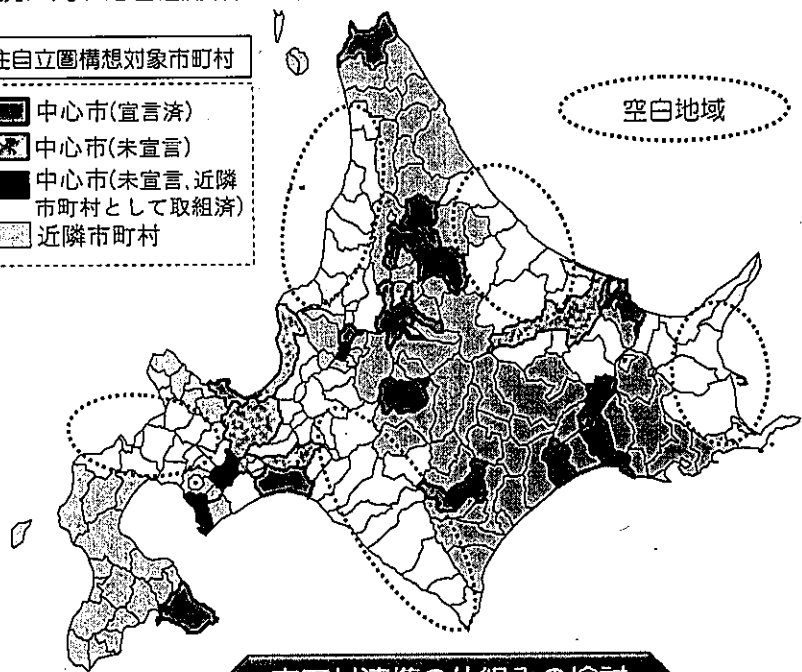 住自立圏構想対象市町村
中心市(宣言済)
中心市(未宣言)
中心市(未宣言、近隣
市町村として取組済)
近隣市町村
空白地域